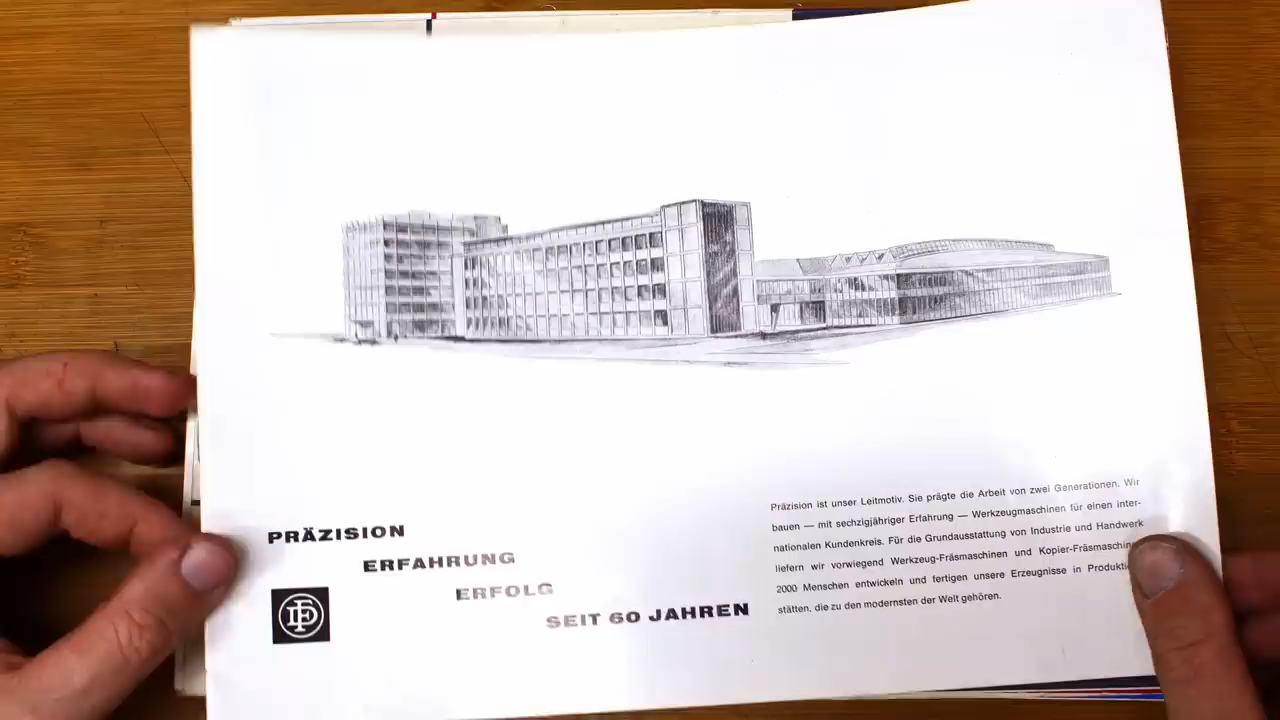 PRÄZISION
ERFAHRUNG
ERFOLG
SEIT 60 JAHREN
FD
Präzision ist unser Leitmotiv. Sie prägte die Arbeit von zwei Generationen. Wir
bauen — mit sechzigjähriger Erfahrung — Werkzeugmaschinen für einen inter-
nationalen Kundenkreis. Für die Grundausstattung von Industrie und Handwerk
liefern wir vorwiegend Werkzeug-Fräsmaschinen und Kopier-Fräsmaschin
2000 Menschen entwickeln und fertigen unsere Erzeugnisse in Produkti
stätten, die zu den modernsten der Welt gehören.